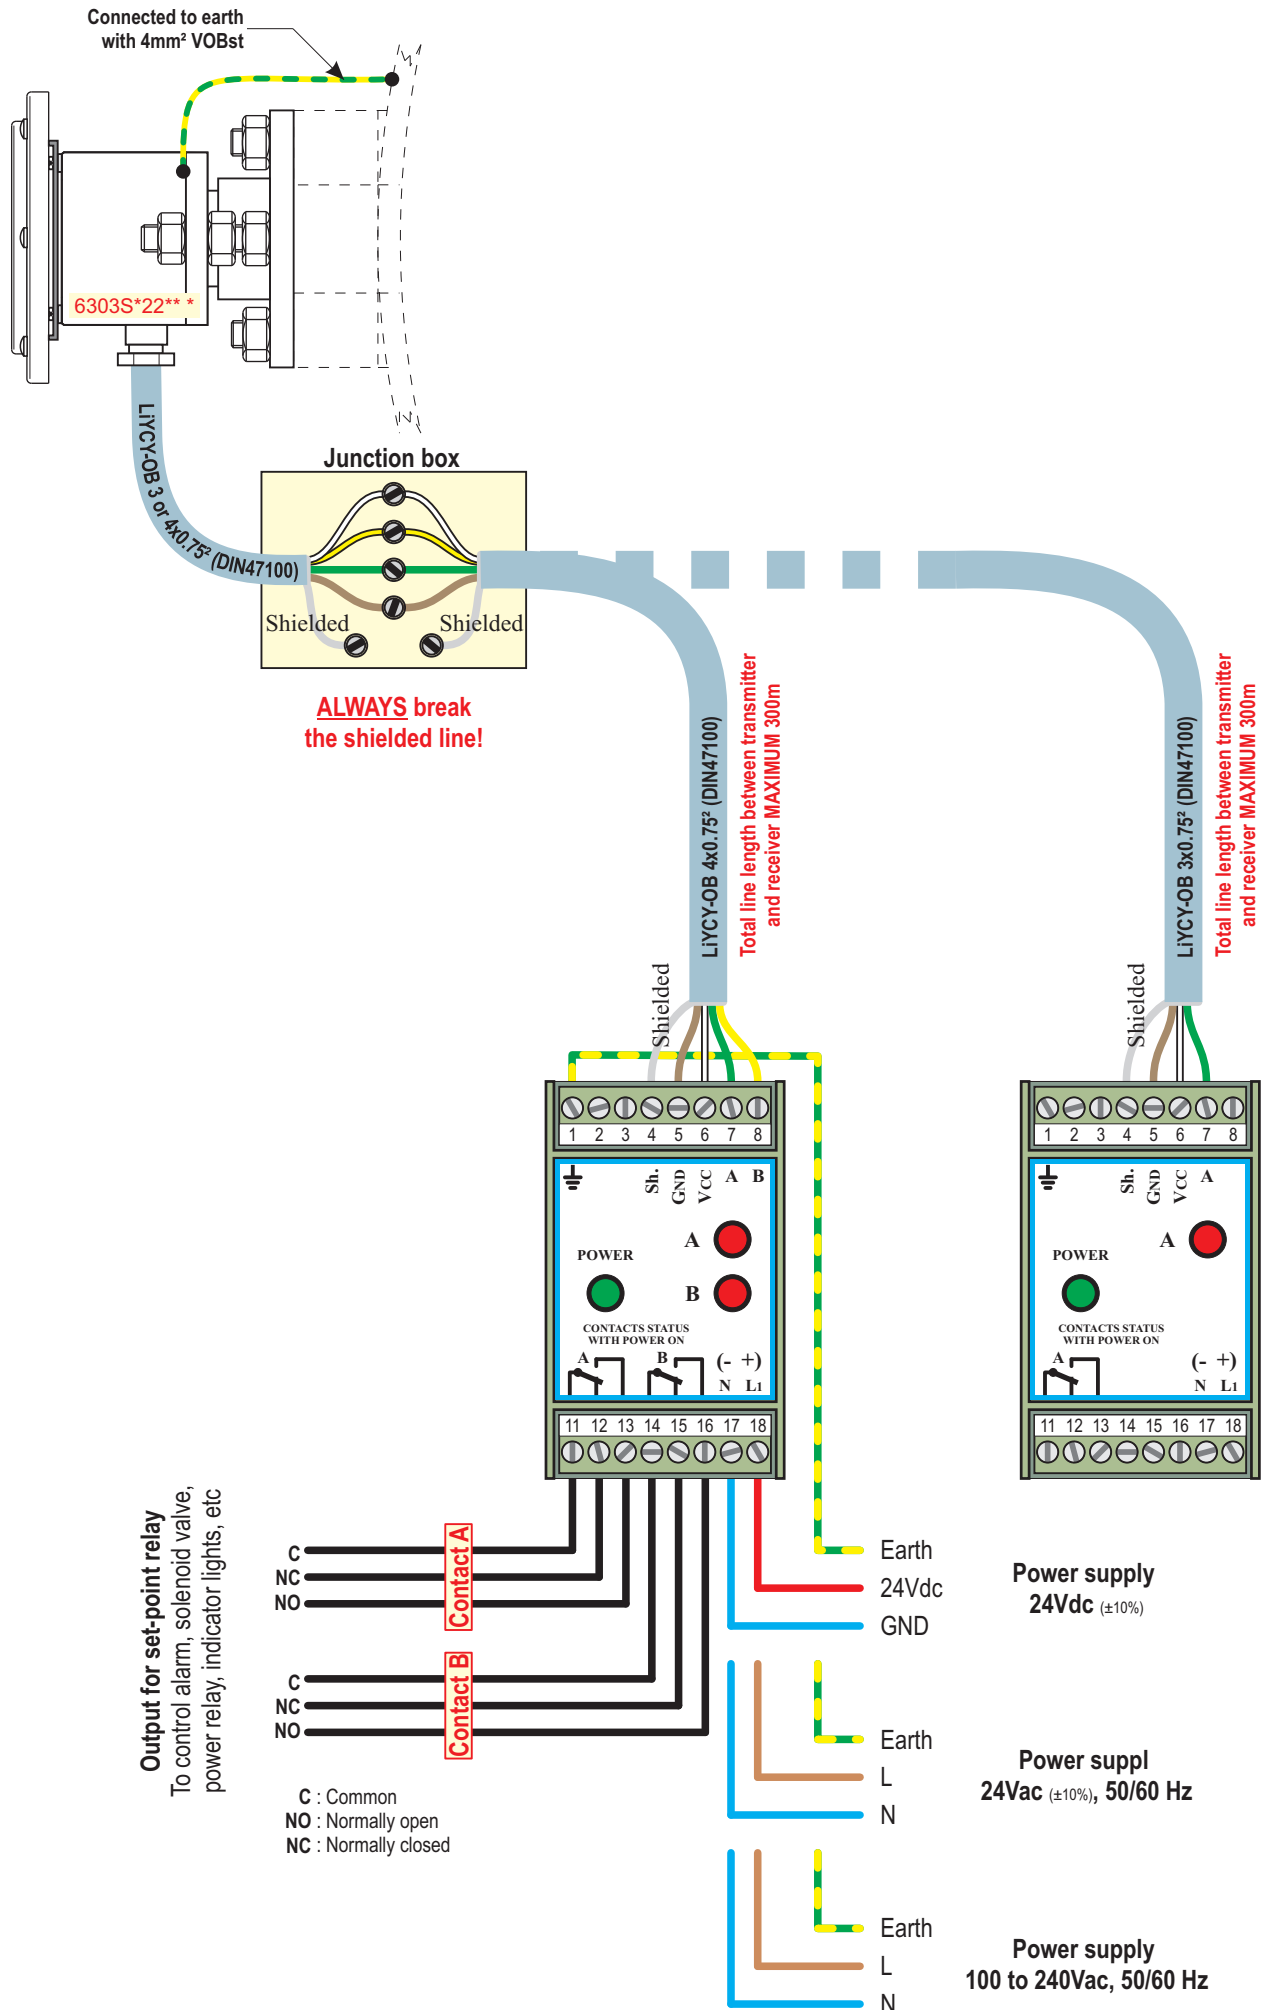 Connected to earth
with 4mm² VOBst
6303S*22** *
LiYCY-OB 3 or 4x0.75² (DIN47100)
Junction box
Shielded
Shielded
ALWAYS break
the shielded line!
LiYCY-OB 4x0.75² (DIN47100)
Total line length between transmitter
and receiver MAXIMUM 300m
LiYCY-OB 3x0.75² (DIN47100)
Total line length between transmitter
and receiver MAXIMUM 300m
Shielded
Shielded
1 2 3 4 5 6 7 8
Sh. GND VCC A B
A
POWER
B
CONTACTS STATUS
WITH POWER ON
A B (- +)
N L1
11 12 13 14 15 16 17 18
1 2 3 4 5 6 7 8
Sh. GND VCC A
A
POWER
CONTACTS STATUS
WITH POWER ON
A (- +)
N L1
11 12 13 14 15 16 17 18
Output for set-point relay
To control alarm, solenoid valve,
power relay, indicator lights, etc
C
NC
NO
Contact A
C
NC
NO
Contact B
C : Common
NO : Normally open
NC : Normally closed
Earth
24Vdc
GND
Power supply
24Vdc (±10%)
Earth
L
N
Power suppl
24Vac (±10%), 50/60 Hz
Earth
L
N
Power supply
100 to 240Vac, 50/60 Hz